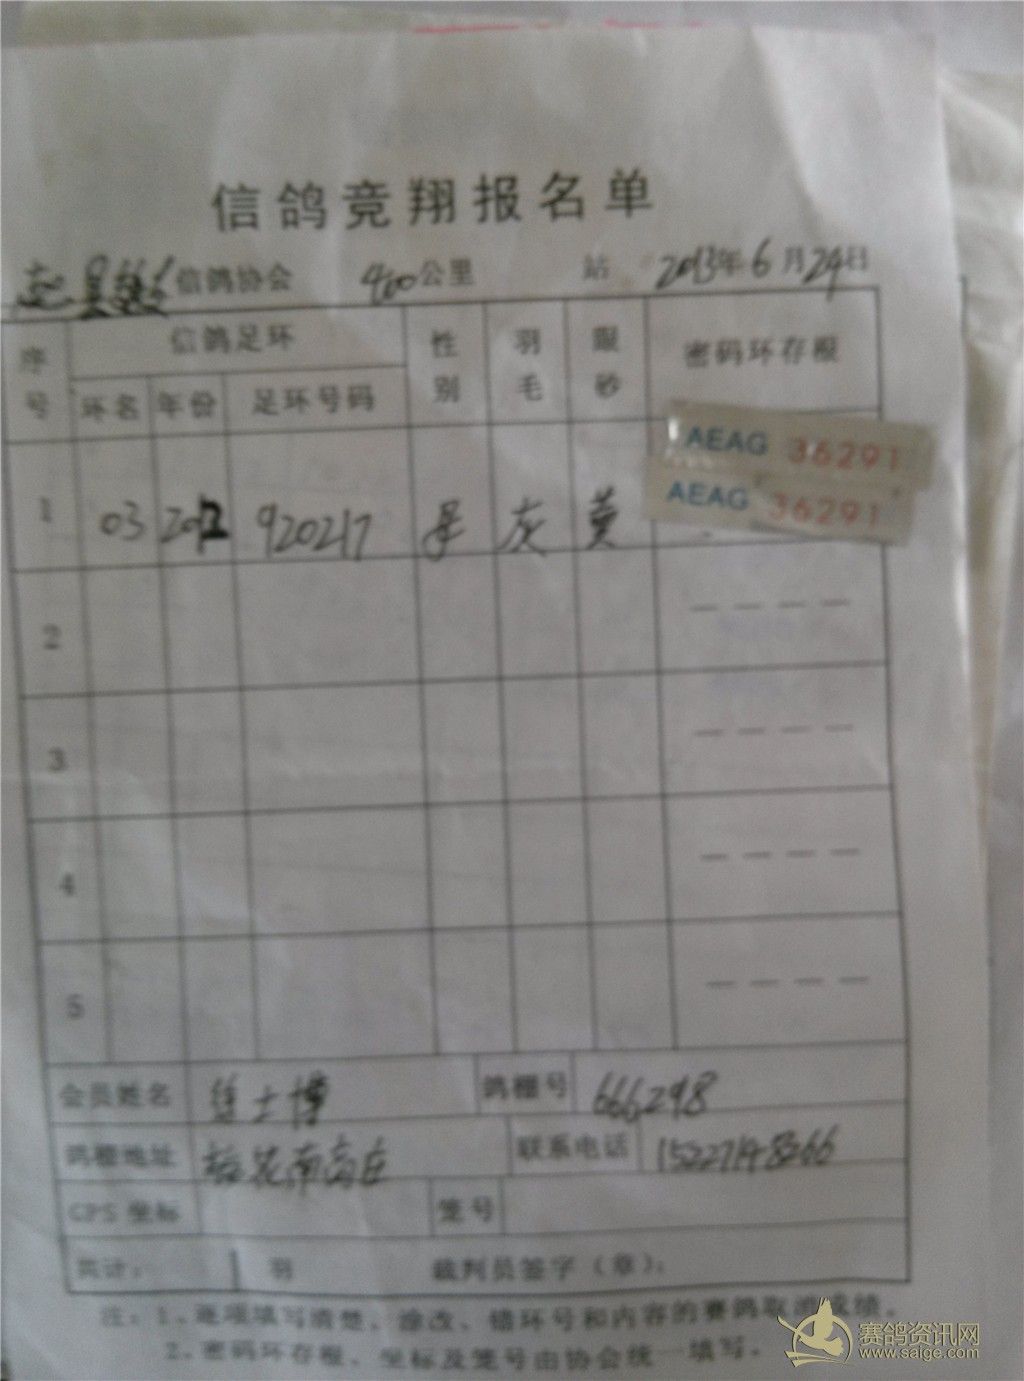 信鸽竞翔报名单
信鸽协会 400公里 站 2013年6月24日
序号 信鸽足环 性别 羽毛 眼砂 密码环存根
环名 年份 足环号码
AEAG 36291
AEAG 36291
1 03 2012 920217 灰 黄
2
3
4
5
会员姓名 士博 鸽棚号 666298
鸽棚地址 联系电话
GPS坐标 笼号
共计: 羽 裁判员签字(章):
注:1、逐项填写清楚、涂改、错环号和内容的赛鸽取消成绩。
2、密码环存根、坐标及笼号由协会统一填写。
赛鸽资讯网
www.saige.com